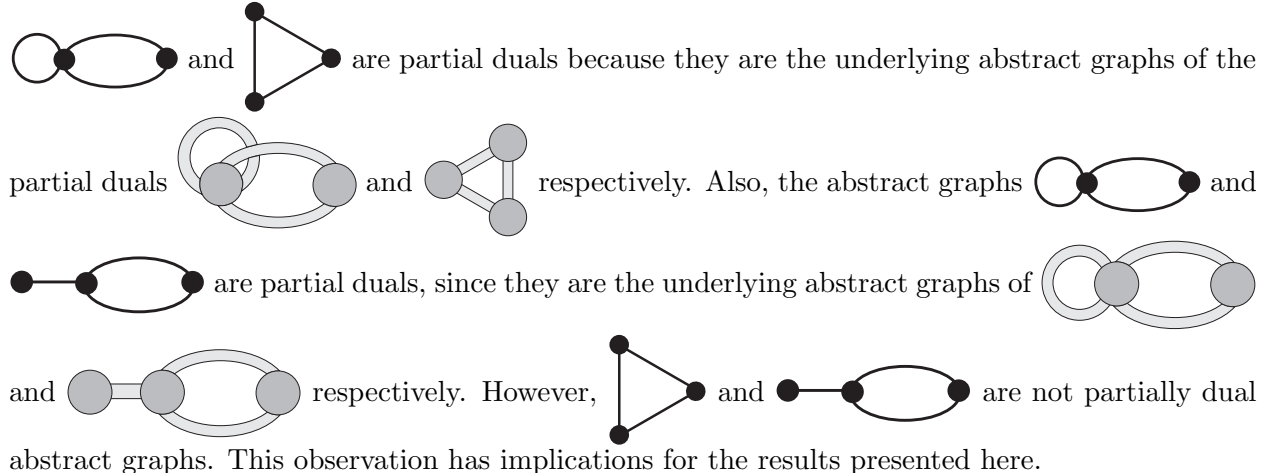 and are partial duals because they are the underlying abstract graphs of the
partial duals and respectively. Also, the abstract graphs and
are partial duals, since they are the underlying abstract graphs of
and respectively. However, and are not partially dual
abstract graphs. This observation has implications for the results presented here.